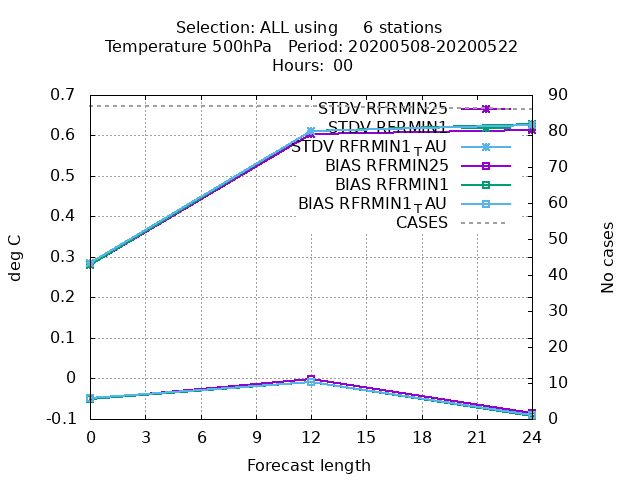 Selection: ALL using 6 stations
Temperature 500hPa Period: 20200508-20200522
Hours: 00
0.7
0.6
0.5
0.4
0.3
0.2
0.1
0
-0.1
deg C
STDV RFRMIN25
STDV RFRMIN1
STDV RFRMIN1TAU
BIAS RFRMIN25
BIAS RFRMIN1
BIAS RFRMIN1TAU
CASES
90
80
70
60
50
40
30
20
10
0
No cases
0 3 6 9 12 15 18 21 24
Forecast length